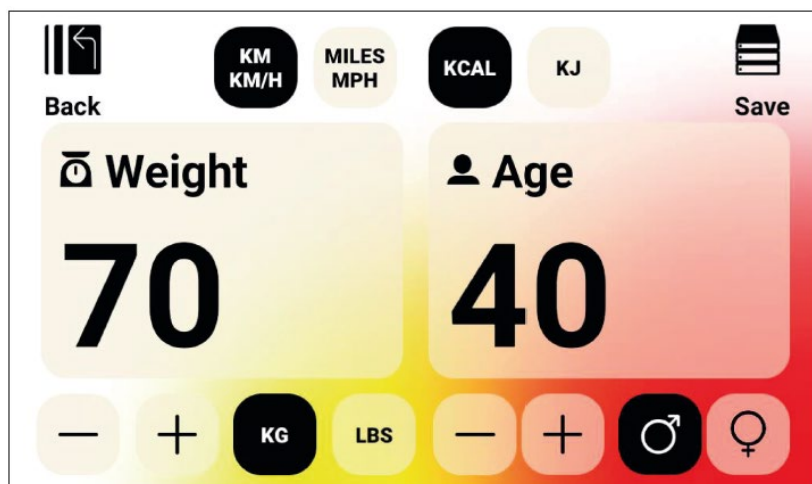 KM
KM/H
MILES
MPH
KCAL
KJ
Back
Save
Weight
Age
70
40
KG
LBS